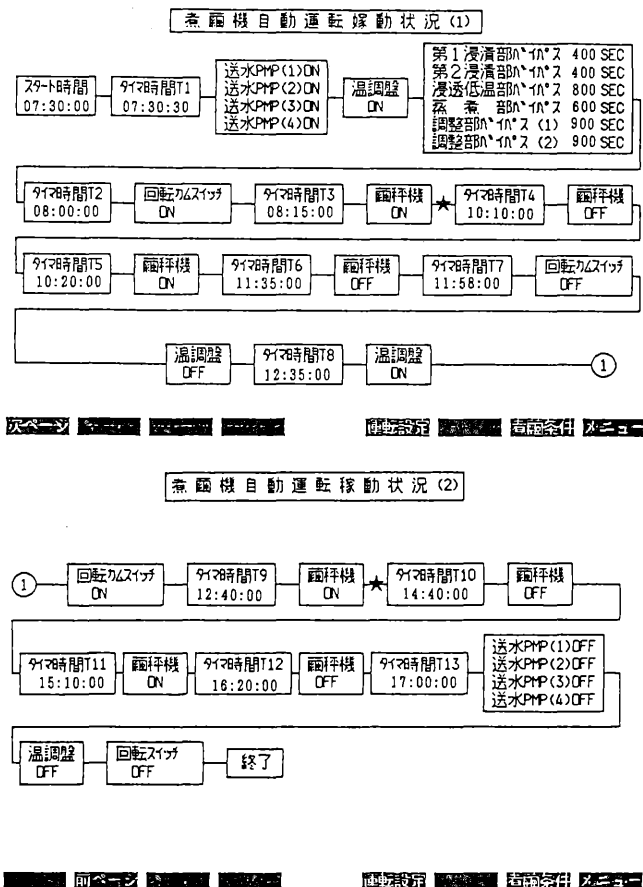 煮繭機自動運転稼動状況(1)
スタート時間
07:30:00
タイマ時間T1
07:30:30
送水PMP(1)ON
送水PMP(2)ON
送水PMP(3)ON
送水PMP(4)ON
温調盤
ON
第1浸漬部バイパス 400 SEC
第2浸漬部バイパス 400 SEC
浸透低温部バイパス 800 SEC
蒸 煮 部バイパス 600 SEC
調整部バイパス (1) 900 SEC
調整部バイパス (2) 900 SEC
タイマ時間T2
08:00:00
回転カムスイッチ
ON
タイマ時間T3
08:15:00
繭秤機
ON
★
タイマ時間T4
10:10:00
繭秤機
OFF
タイマ時間T5
10:20:00
繭秤機
ON
タイマ時間T6
11:35:00
繭秤機
OFF
タイマ時間T7
11:58:00
回転カムスイッチ
OFF
温調盤
OFF
タイマ時間T8
12:35:00
温調盤
ON
1
次ページ 運転設定 煮繭条件 メニュー
煮繭機自動運転稼動状況(2)
1
回転カムスイッチ
ON
タイマ時間T9
12:40:00
繭秤機
ON
★
タイマ時間T10
14:40:00
繭秤機
OFF
タイマ時間T11
15:10:00
繭秤機
ON
タイマ時間T12
16:20:00
繭秤機
OFF
タイマ時間T13
17:00:00
送水PMP(1)OFF
送水PMP(2)OFF
送水PMP(3)OFF
送水PMP(4)OFF
温調盤
OFF
回転スイッチ
OFF
終了
前ページ 運転設定 煮繭条件 メニュー